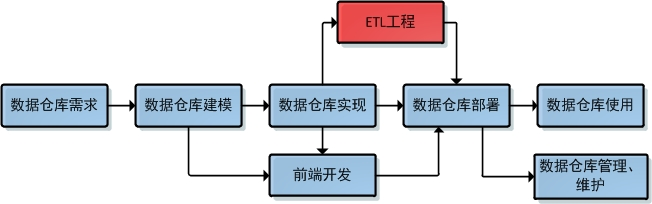 ETL工程
数据仓库需求
数据仓库建模
数据仓库实现
数据仓库部署
数据仓库使用
前端开发
数据仓库管理、
维护